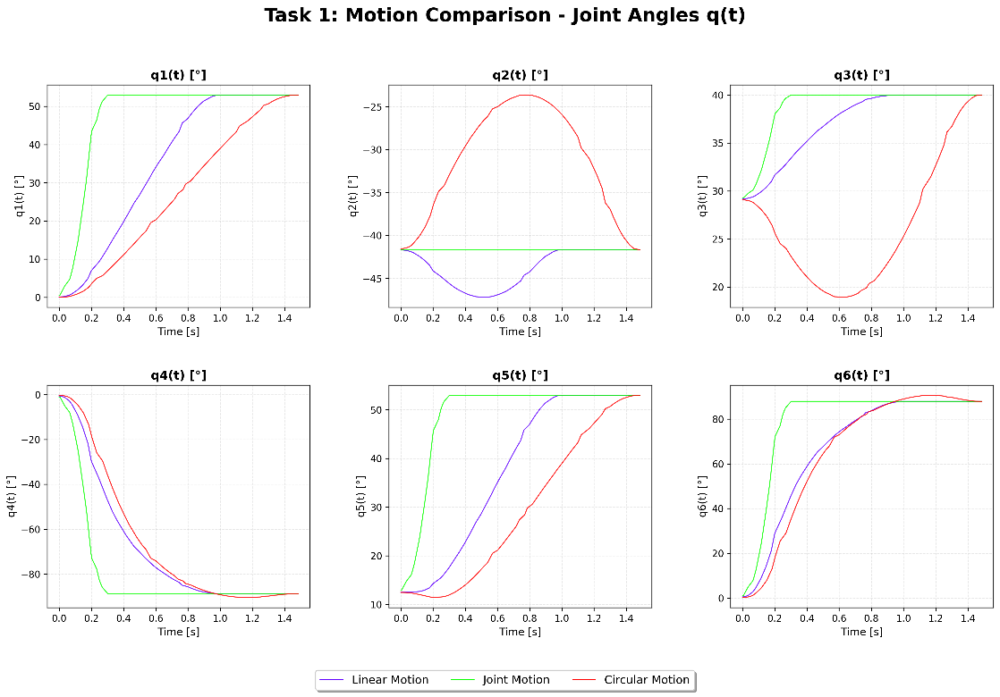 Task 1: Motion Comparison - Joint Angles q(t)
q1(t) [°]
q1(t) [°]
50
40
30
20
10
0
0.0 0.2 0.4 0.6 0.8 1.0 1.2 1.4
Time [s]
q2(t) [°]
q2(t) [°]
−25
−30
−35
−40
−45
0.0 0.2 0.4 0.6 0.8 1.0 1.2 1.4
Time [s]
q3(t) [°]
q3(t) [°]
40
35
30
25
20
0.0 0.2 0.4 0.6 0.8 1.0 1.2 1.4
Time [s]
q4(t) [°]
q4(t) [°]
0
−20
−40
−60
−80
0.0 0.2 0.4 0.6 0.8 1.0 1.2 1.4
Time [s]
q5(t) [°]
q5(t) [°]
50
40
30
20
10
0.0 0.2 0.4 0.6 0.8 1.0 1.2 1.4
Time [s]
q6(t) [°]
q6(t) [°]
80
60
40
20
0
0.0 0.2 0.4 0.6 0.8 1.0 1.2 1.4
Time [s]
Linear Motion Joint Motion Circular Motion